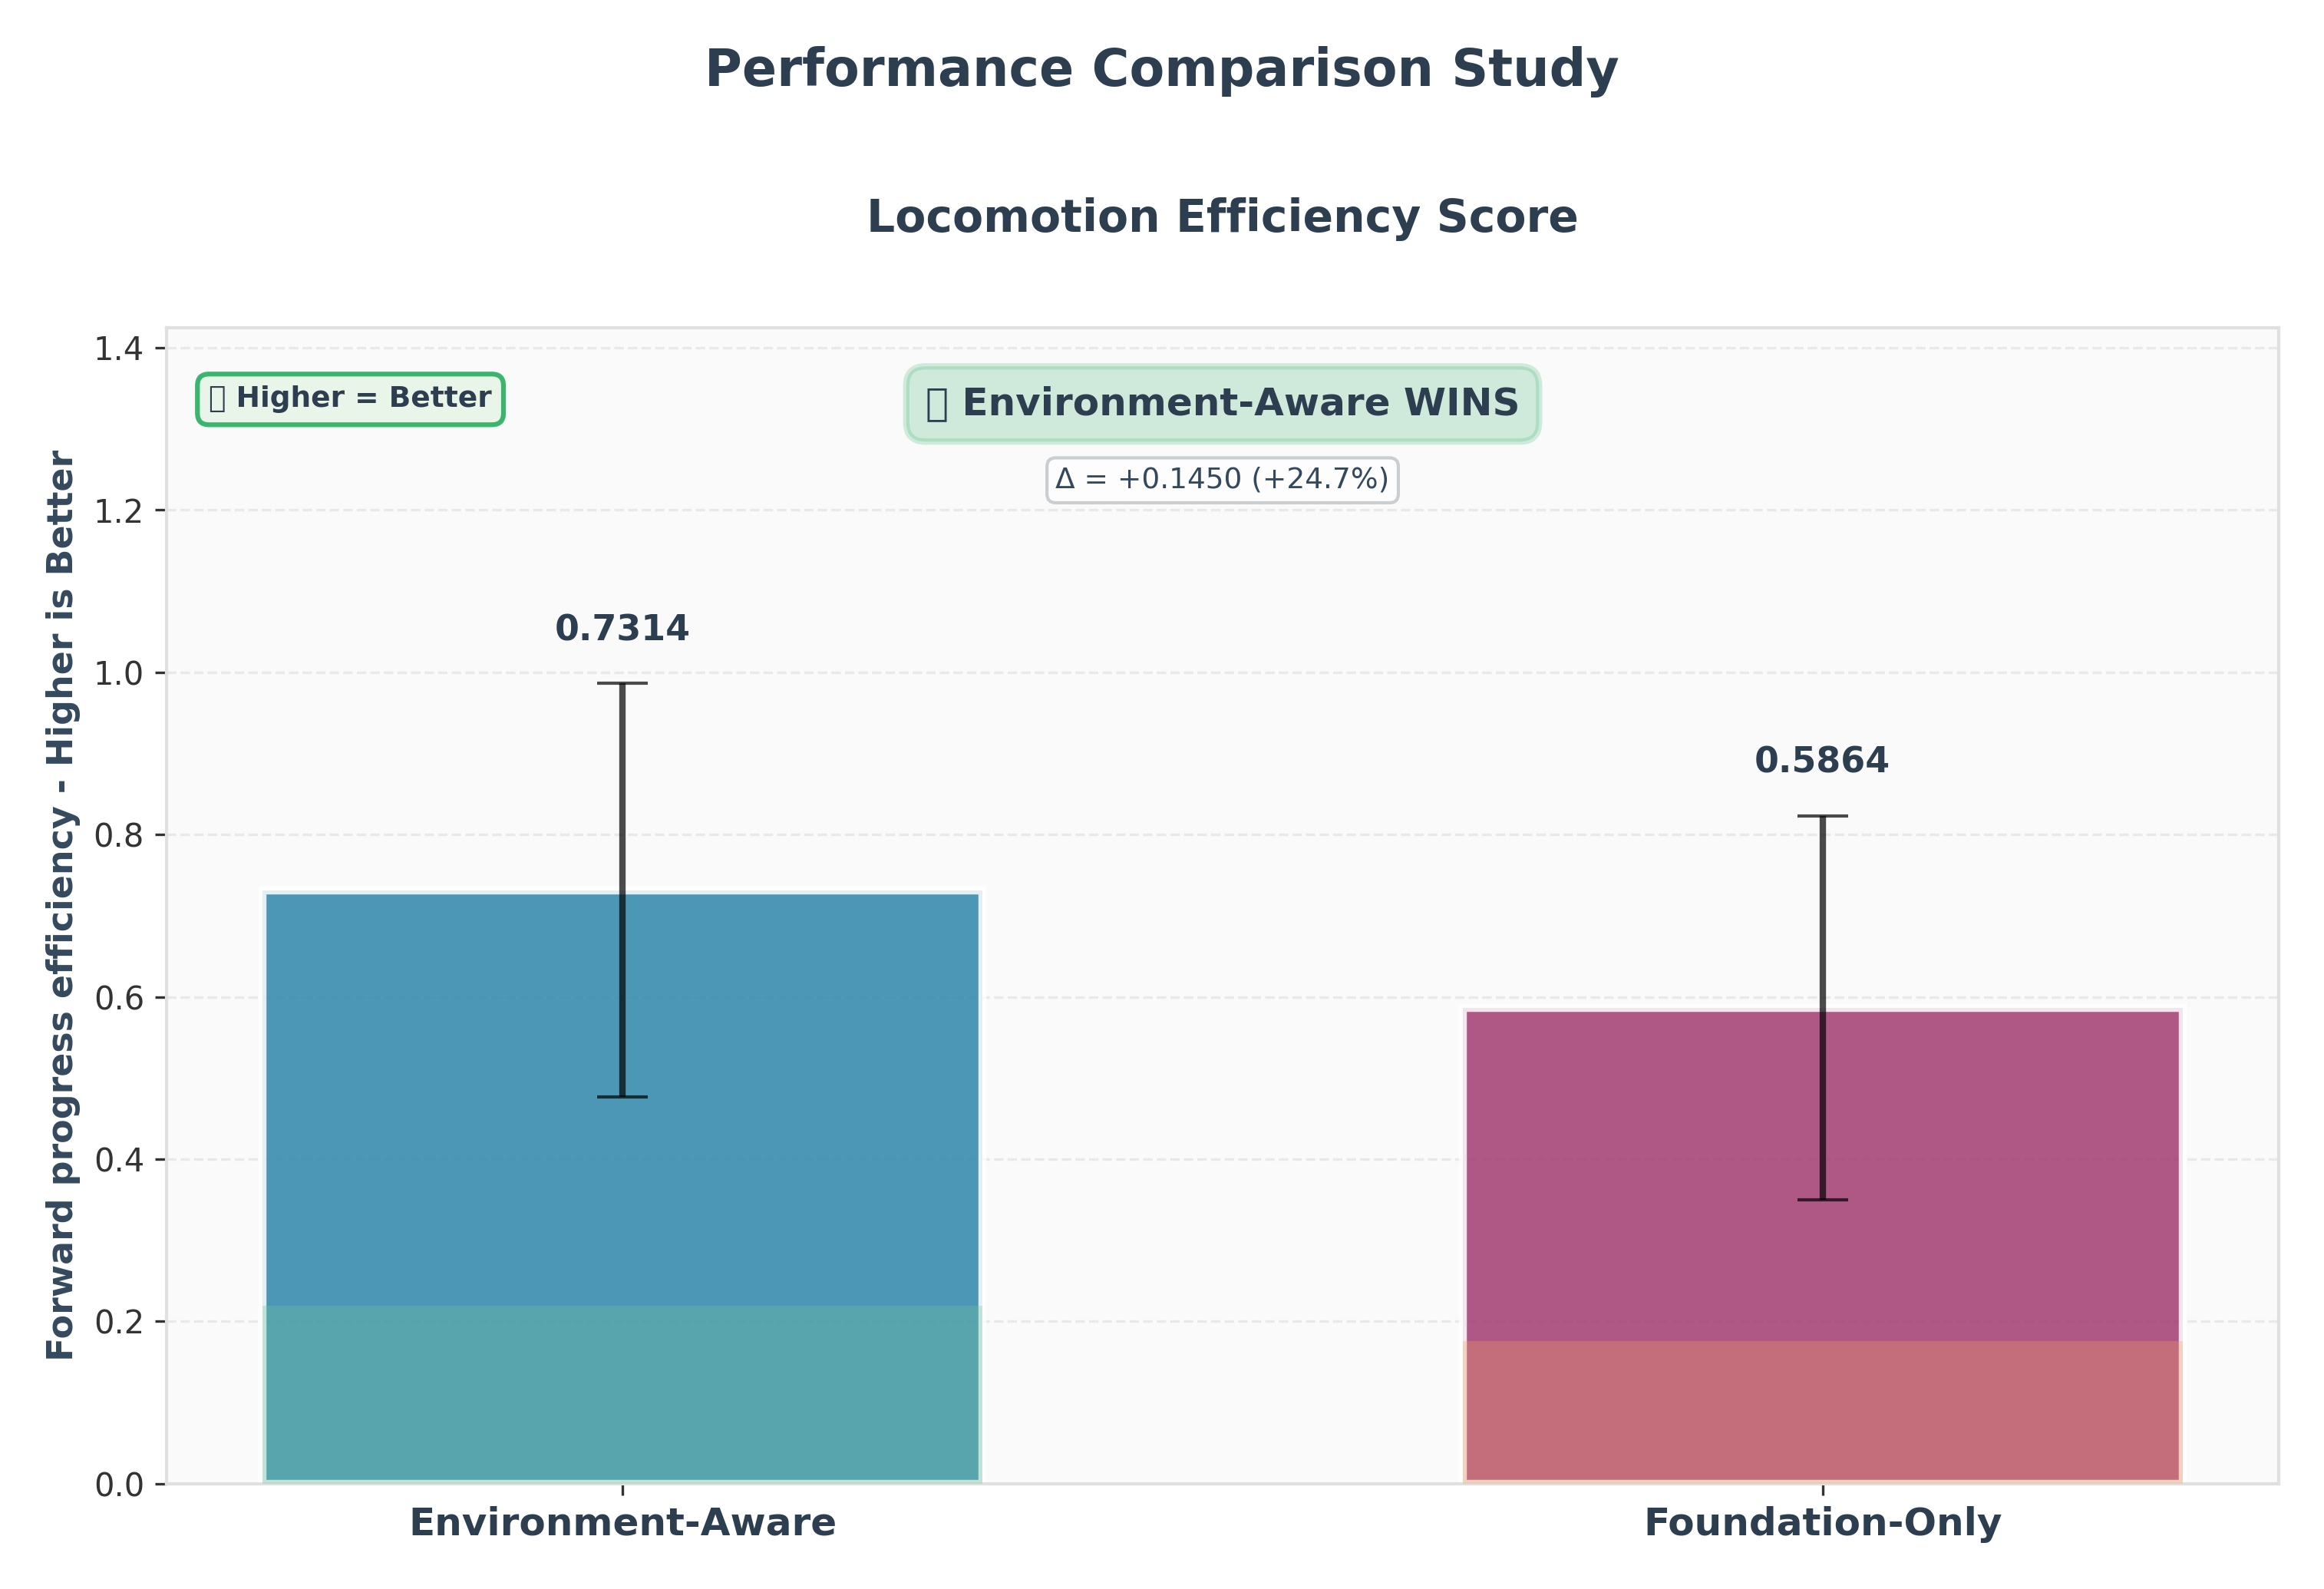 Performance Comparison Study
Locomotion Efficiency Score
Forward progress efficiency - Higher is Better
1.4
1.2
1.0
0.8
0.6
0.4
0.2
0.0
▯ Higher = Better
▯ Environment-Aware WINS
Δ = +0.1450 (+24.7%)
0.7314
0.5864
Environment-Aware
Foundation-Only